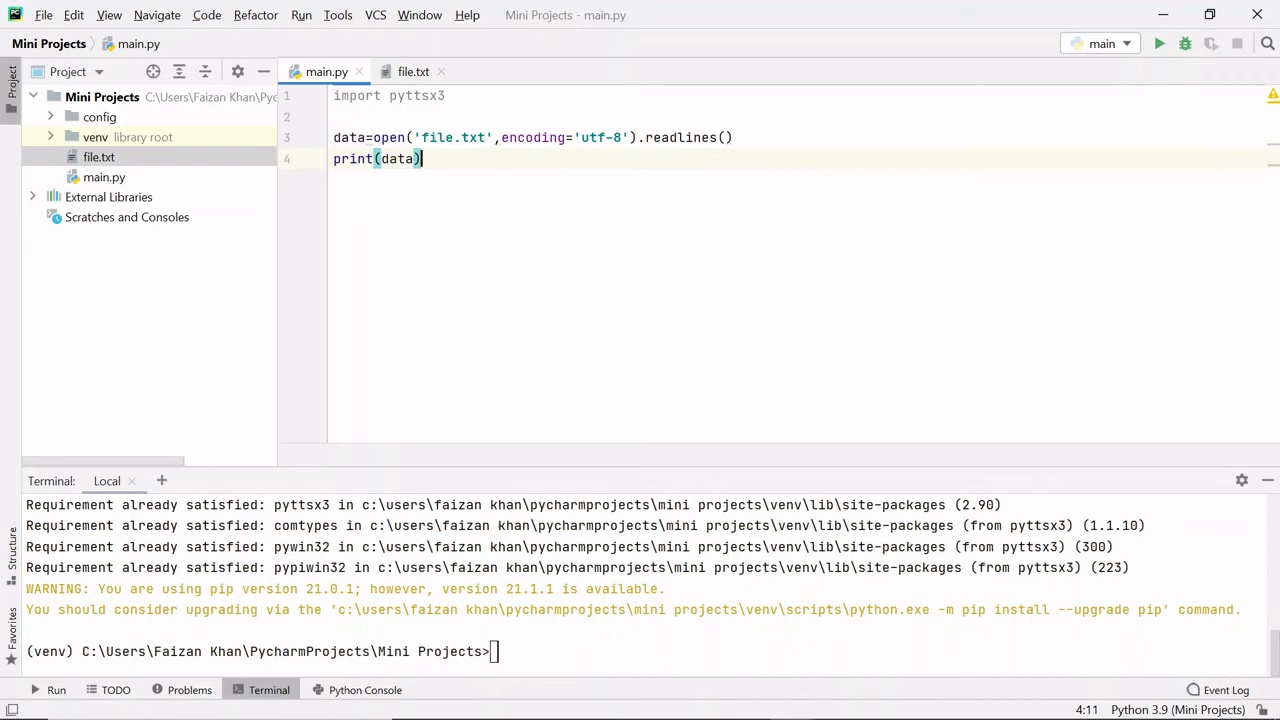 File Edit View Navigate Code Refactor Run Tools VCS Window Help Mini Projects - main.py
Mini Projects main.py main
Project
Project main.py file.txt
Mini Projects C:\Users\Faizan Khan\Pyc
config
venv library root
file.txt
main.py
External Libraries
Scratches and Consoles
1 import pyttsx3
2
3 data=open('file.txt',encoding='utf-8').readlines()
4 print(data)
Terminal: Local
Requirement already satisfied: pyttsx3 in c:\users\faizan khan\pycharmprojects\mini projects\venv\lib\site-packages (2.90)
Requirement already satisfied: comtypes in c:\users\faizan khan\pycharmprojects\mini projects\venv\lib\site-packages (from pyttsx3) (1.1.10)
Requirement already satisfied: pywin32 in c:\users\faizan khan\pycharmprojects\mini projects\venv\lib\site-packages (from pyttsx3) (300)
Requirement already satisfied: pypiwin32 in c:\users\faizan khan\pycharmprojects\mini projects\venv\lib\site-packages (from pyttsx3) (223)
WARNING: You are using pip version 21.0.1; however, version 21.1.1 is available.
You should consider upgrading via the 'c:\users\faizan khan\pycharmprojects\mini projects\venv\scripts\python.exe -m pip install --upgrade pip' command.
(venv) C:\Users\Faizan Khan\PycharmProjects\Mini Projects>
Structure
Favorites
Run TODO Problems Terminal Python Console Event Log
4:11 Python 3.9 (Mini Projects)